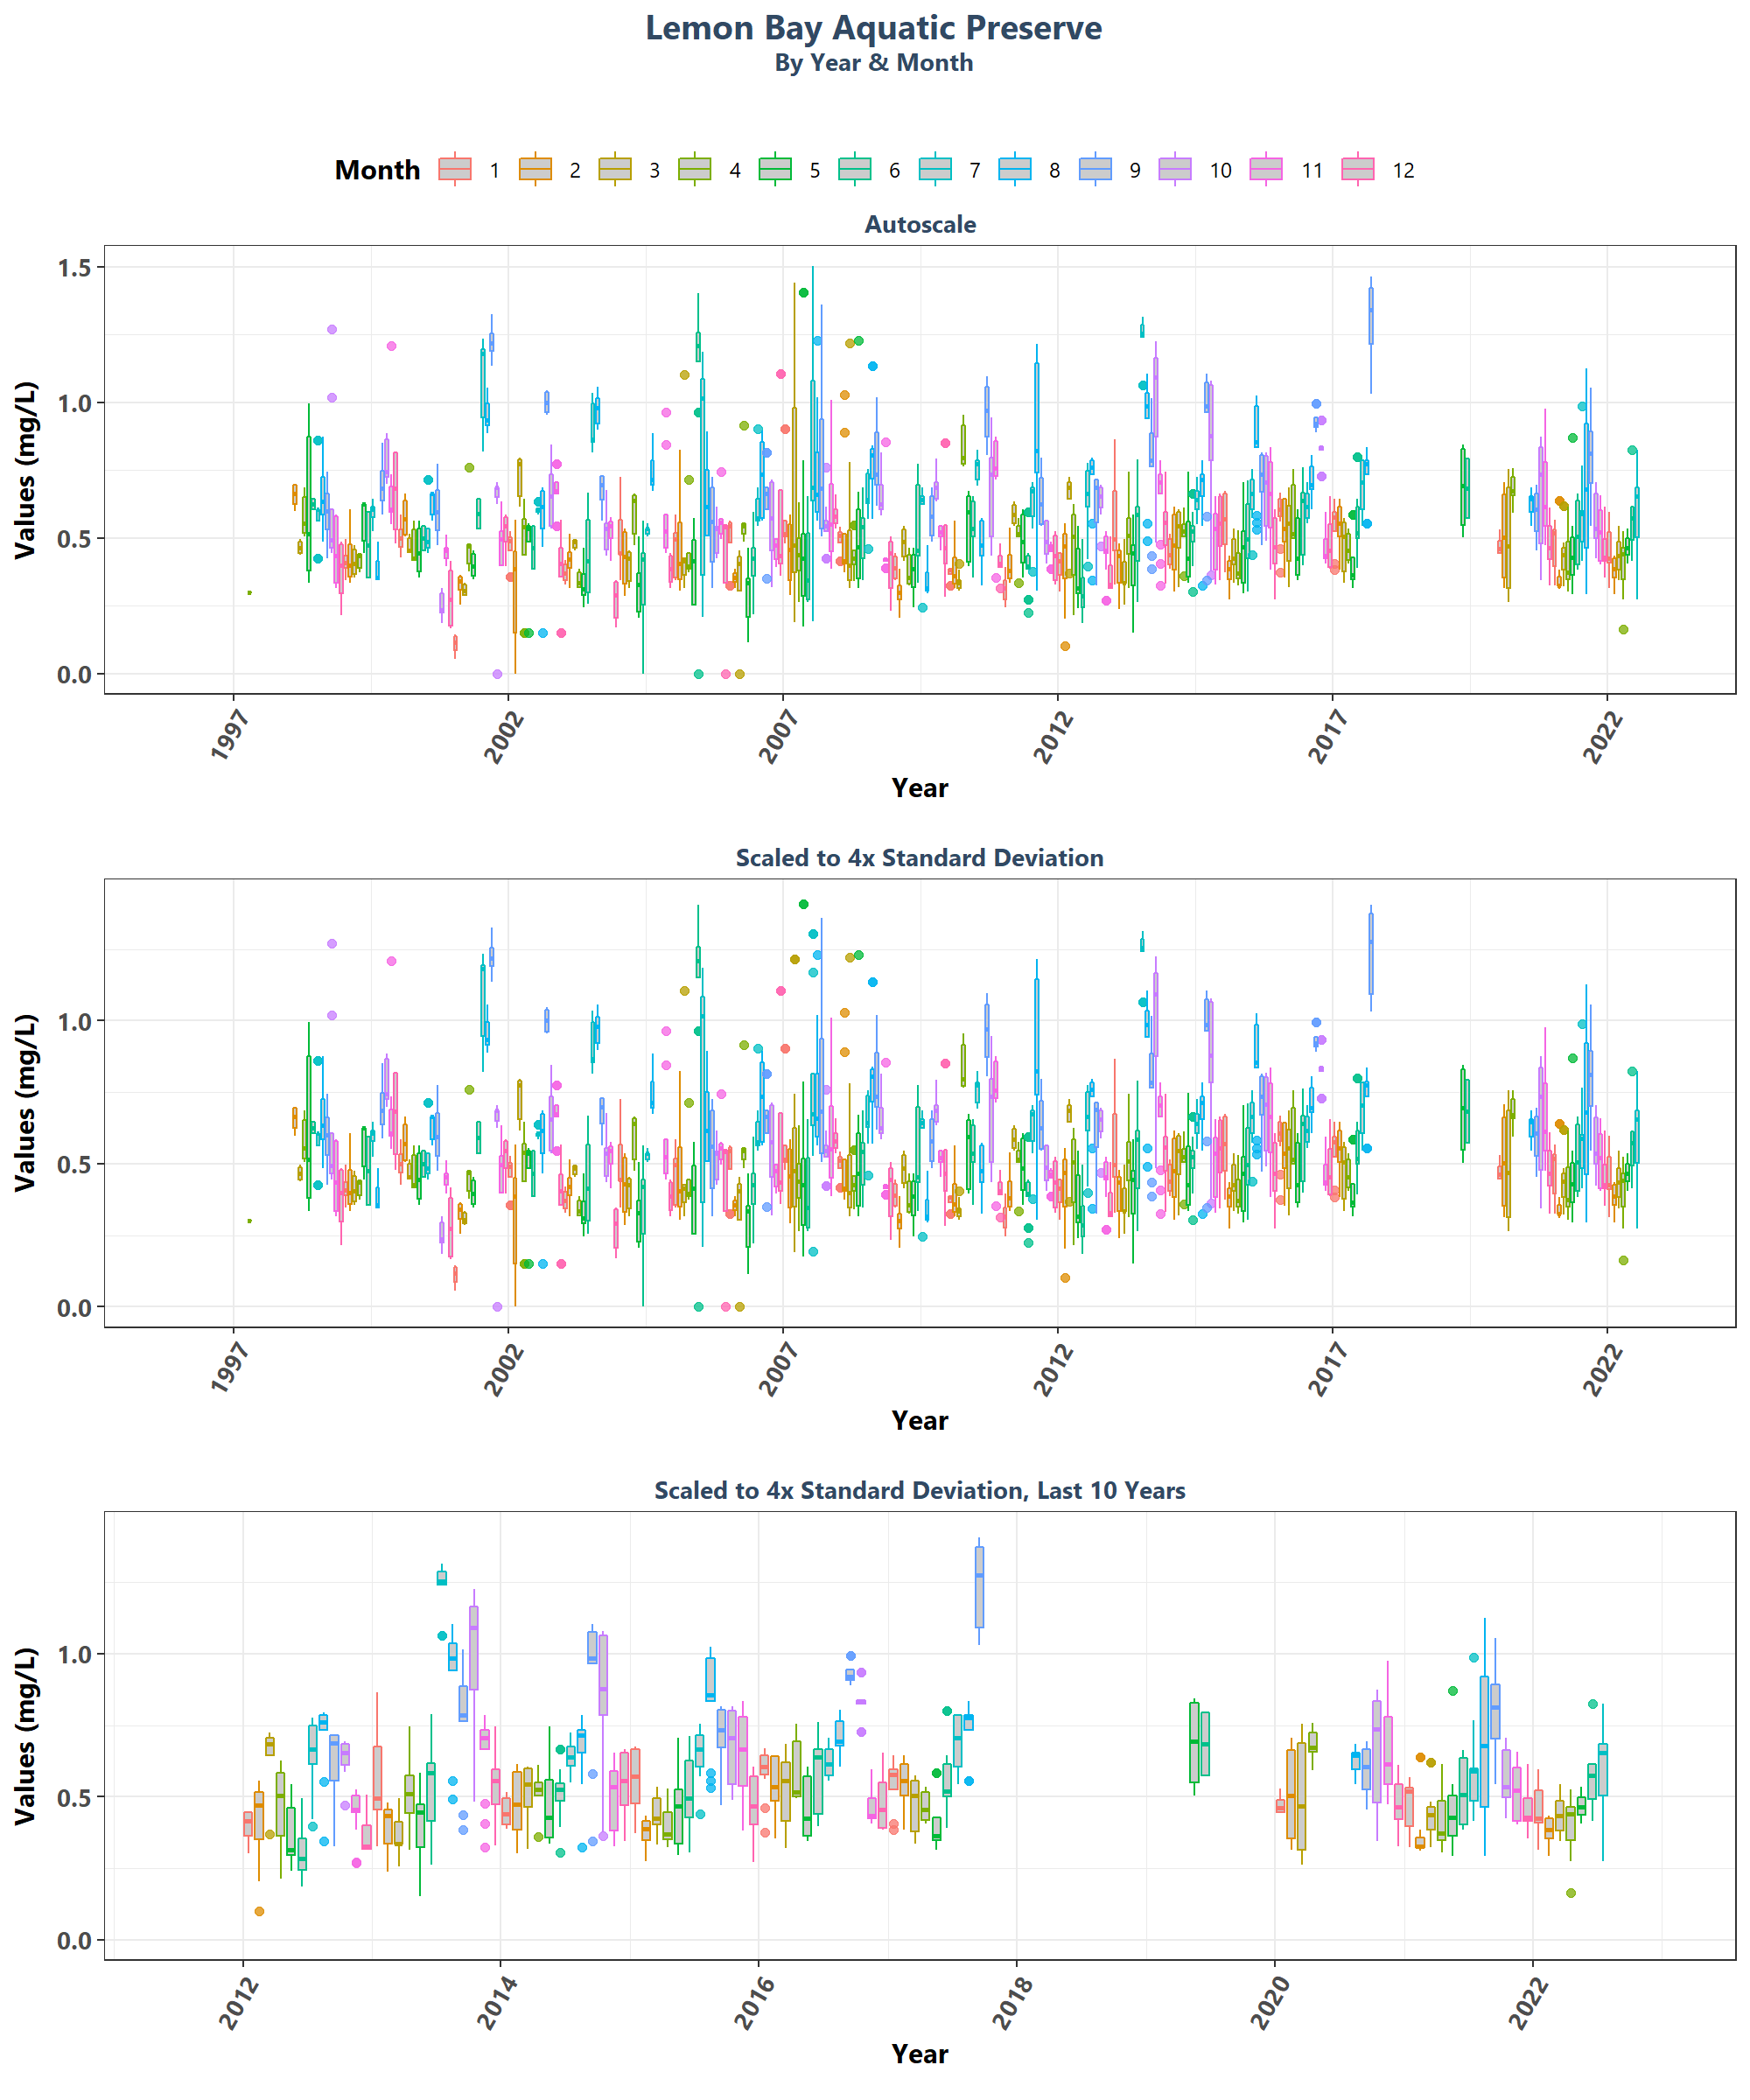 Lemon Bay Aquatic Preserve
By Year & Month
Month 1 2 3 4 5 6 7 8 9 10 11 12
Autoscale
Values (mg/L)
1.5
1.0
0.5
0.0
1997 2002 2007 2012 2017 2022
Year
Scaled to 4x Standard Deviation
Values (mg/L)
1.0
0.5
0.0
1997 2002 2007 2012 2017 2022
Year
Scaled to 4x Standard Deviation, Last 10 Years
Values (mg/L)
1.0
0.5
0.0
2012 2014 2016 2018 2020 2022
Year